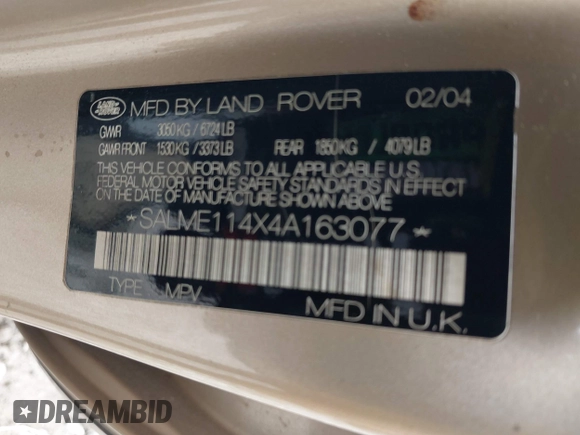 LAND ROVER MFD BY LAND ROVER 02/04
GVWR 3050 KG / 6724 LB
GAWR FRONT 1530 KG / 3373 LB REAR 1850 KG / 4079 LB
THIS VEHICLE CONFORMS TO ALL APPLICABLE U.S.
FEDERAL MOTOR VEHICLE SAFETY STANDARDS IN EFFECT
ON THE DATE OF MANUFACTURE SHOWN ABOVE.
* SALME114X4A163077 *
TYPE MPV MFD IN U.K.
DREAMBID